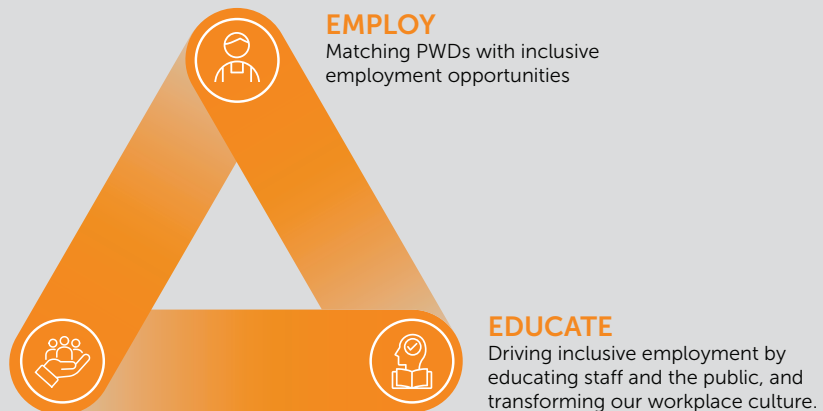 EMPLOY
Matching PWDs with inclusive
employment opportunities
EDUCATE
Driving inclusive employment by
educating staff and the public, and
transforming our workplace culture.